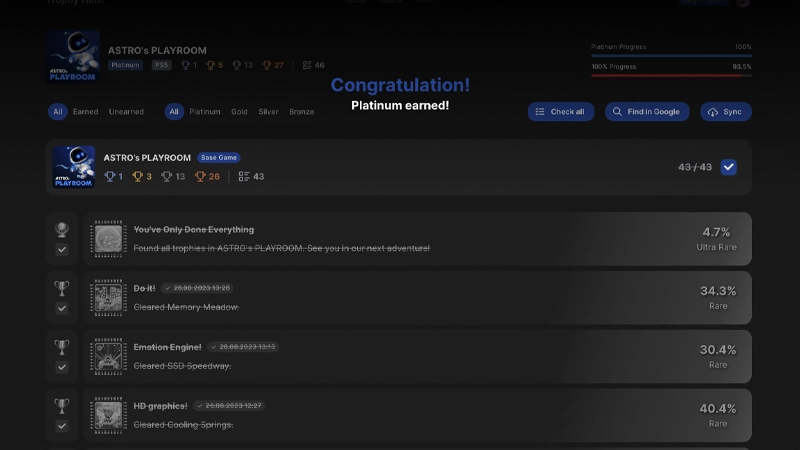 ASTRO's PLAYROOM
Platinum PS5 1 5 13 27 46
Platinum Progress 100%
100% Progress 93.5%
Congratulation!
Platinum earned!
All Earned Unearned All Platinum Gold Silver Bronze
Check all Find in Google Sync
ASTRO's PLAYROOM Base Game
1 3 13 26 43
43 / 43
You've Only Done Everything
Found all trophies in ASTRO's PLAYROOM. See you in our next adventure!
4.7%
Ultra Rare
Do it! 26.08.2023 13:26
Cleared Memory Meadow.
34.3%
Rare
Emotion Engine! 26.08.2023 13:13
Cleared SSD Speedway.
30.4%
Rare
HD graphics! 26.08.2023 12:27
Cleared Cooling Springs.
40.4%
Rare